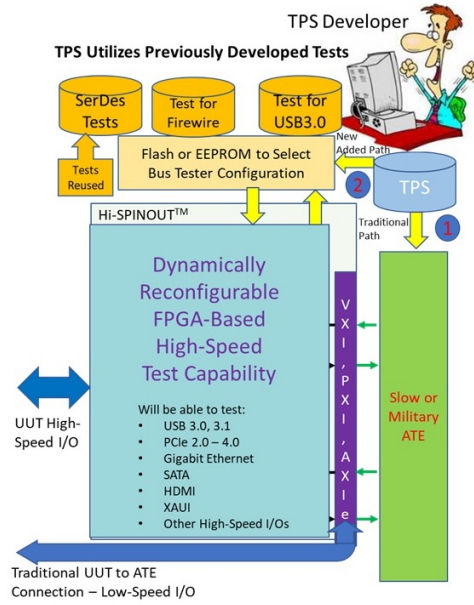 TPS Developer
TPS Utilizes Previously Developed Tests
SerDes
Tests
Test for
Firewire
Test for
USB3.0
New
Added Path
Tests
Reused
Flash or EEPROM to Select
Bus Tester Configuration
2
TPS
Traditional
Path
1
Hi-SPINOUT™
Dynamically
Reconfigurable
FPGA-Based
High-Speed
Test Capability
VXI,PXI,AXIe
Slow or
Military
ATE
UUT High-
Speed I/O
Will be able to test:
• USB 3.0, 3.1
• PCIe 2.0 – 4.0
• Gigabit Ethernet
• SATA
• HDMI
• XAUI
• Other High-Speed I/Os
Traditional UUT to ATE
Connection – Low-Speed I/O